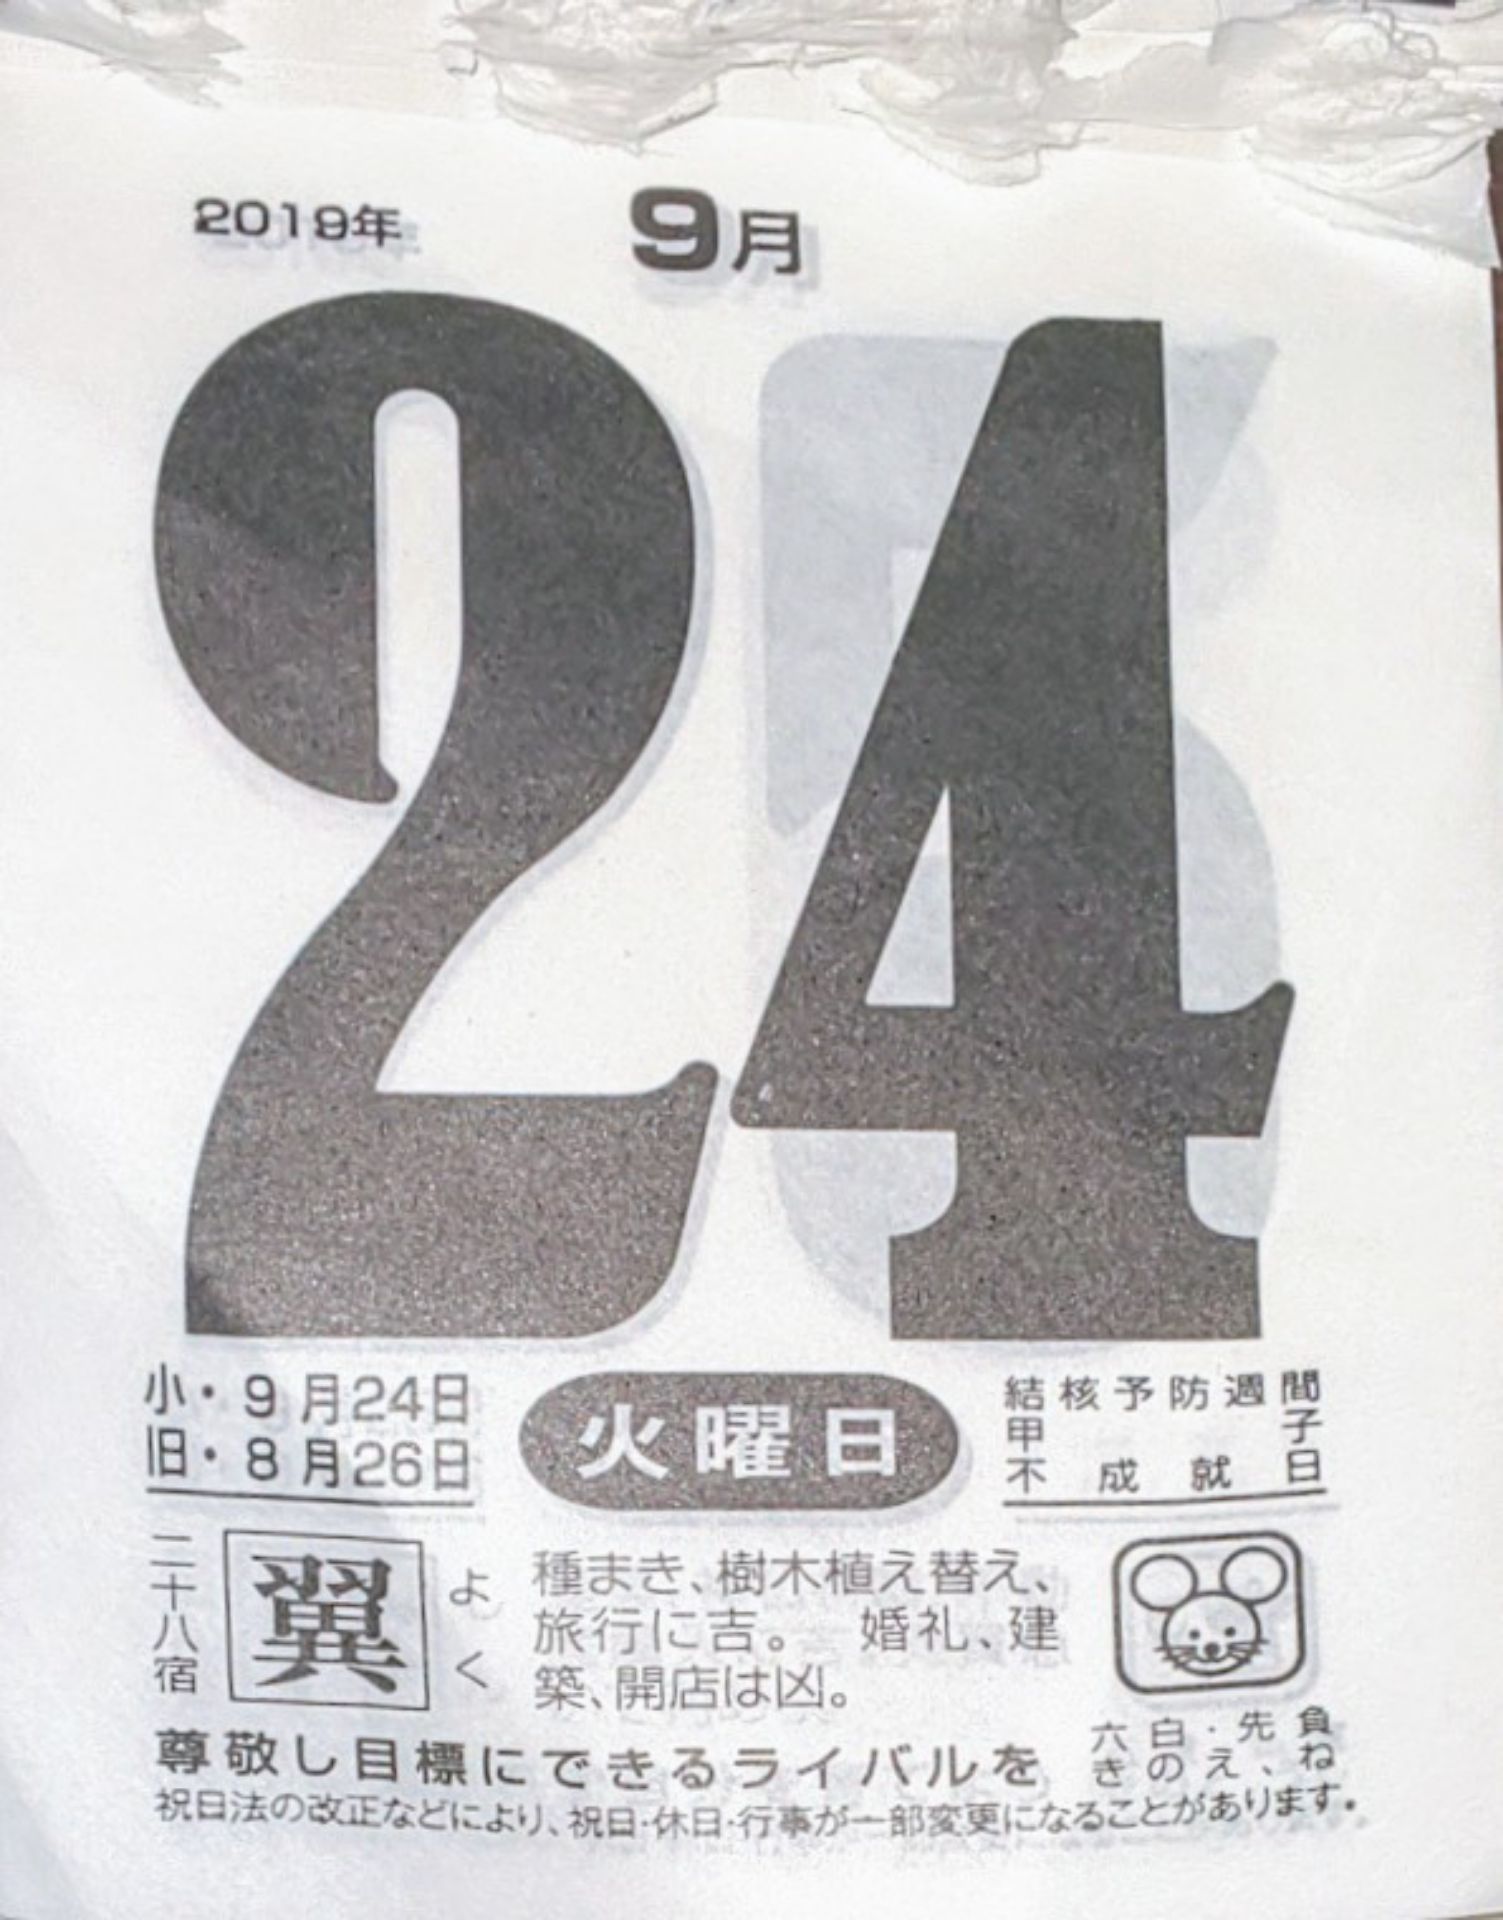 2019年 9月
24
小・9月24日
旧・8月26日
火曜日
結核予防週間
甲子
不成就日
二十八宿
翼
よく
種まき、樹木植え替え、
旅行に吉。 婚礼、建
築、開店は凶。
六白・先負
きのえ、ね
尊敬し目標にできるライバルを
祝日法の改正などにより、祝日・休日・行事が一部変更になることがあります。